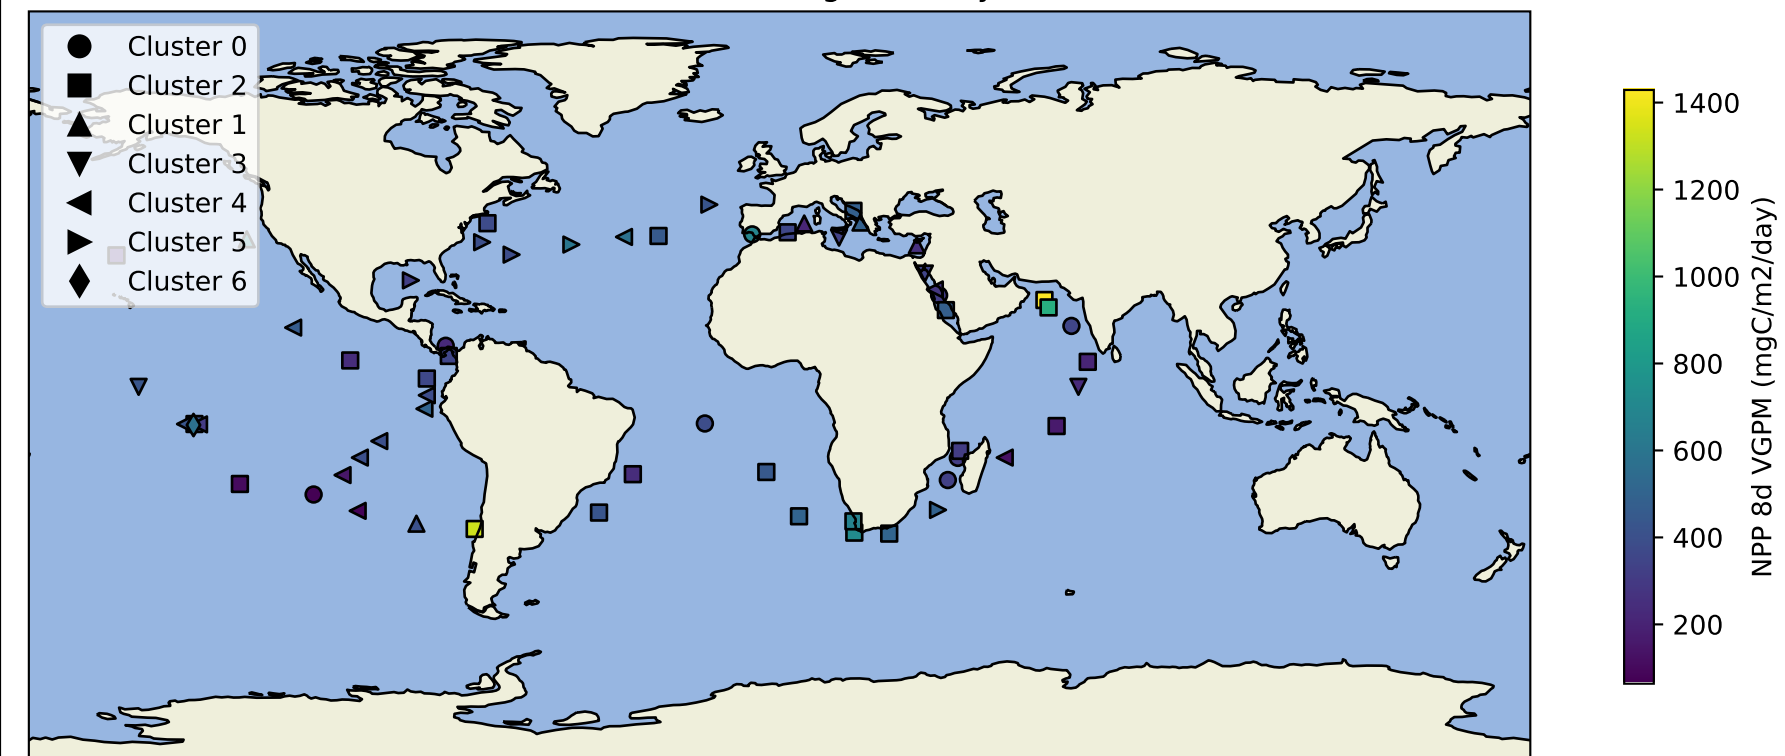 Cluster 0
Cluster 2
Cluster 1
Cluster 3
Cluster 4
Cluster 5
Cluster 6
1400
1200
1000
800
600
400
200
NPP 8d VGPM (mgC/m2/day)